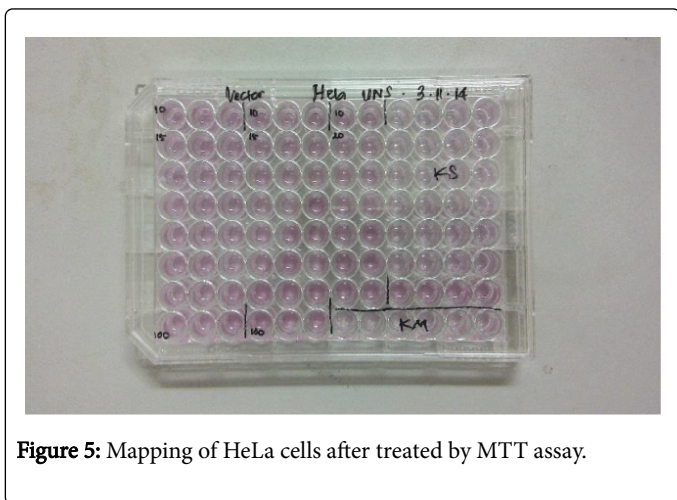 Vector Hela UNS . 3.11.14
10 10 10
15 15 20
KS
KM
100 100
Figure 5: Mapping of HeLa cells after treated by MTT assay.